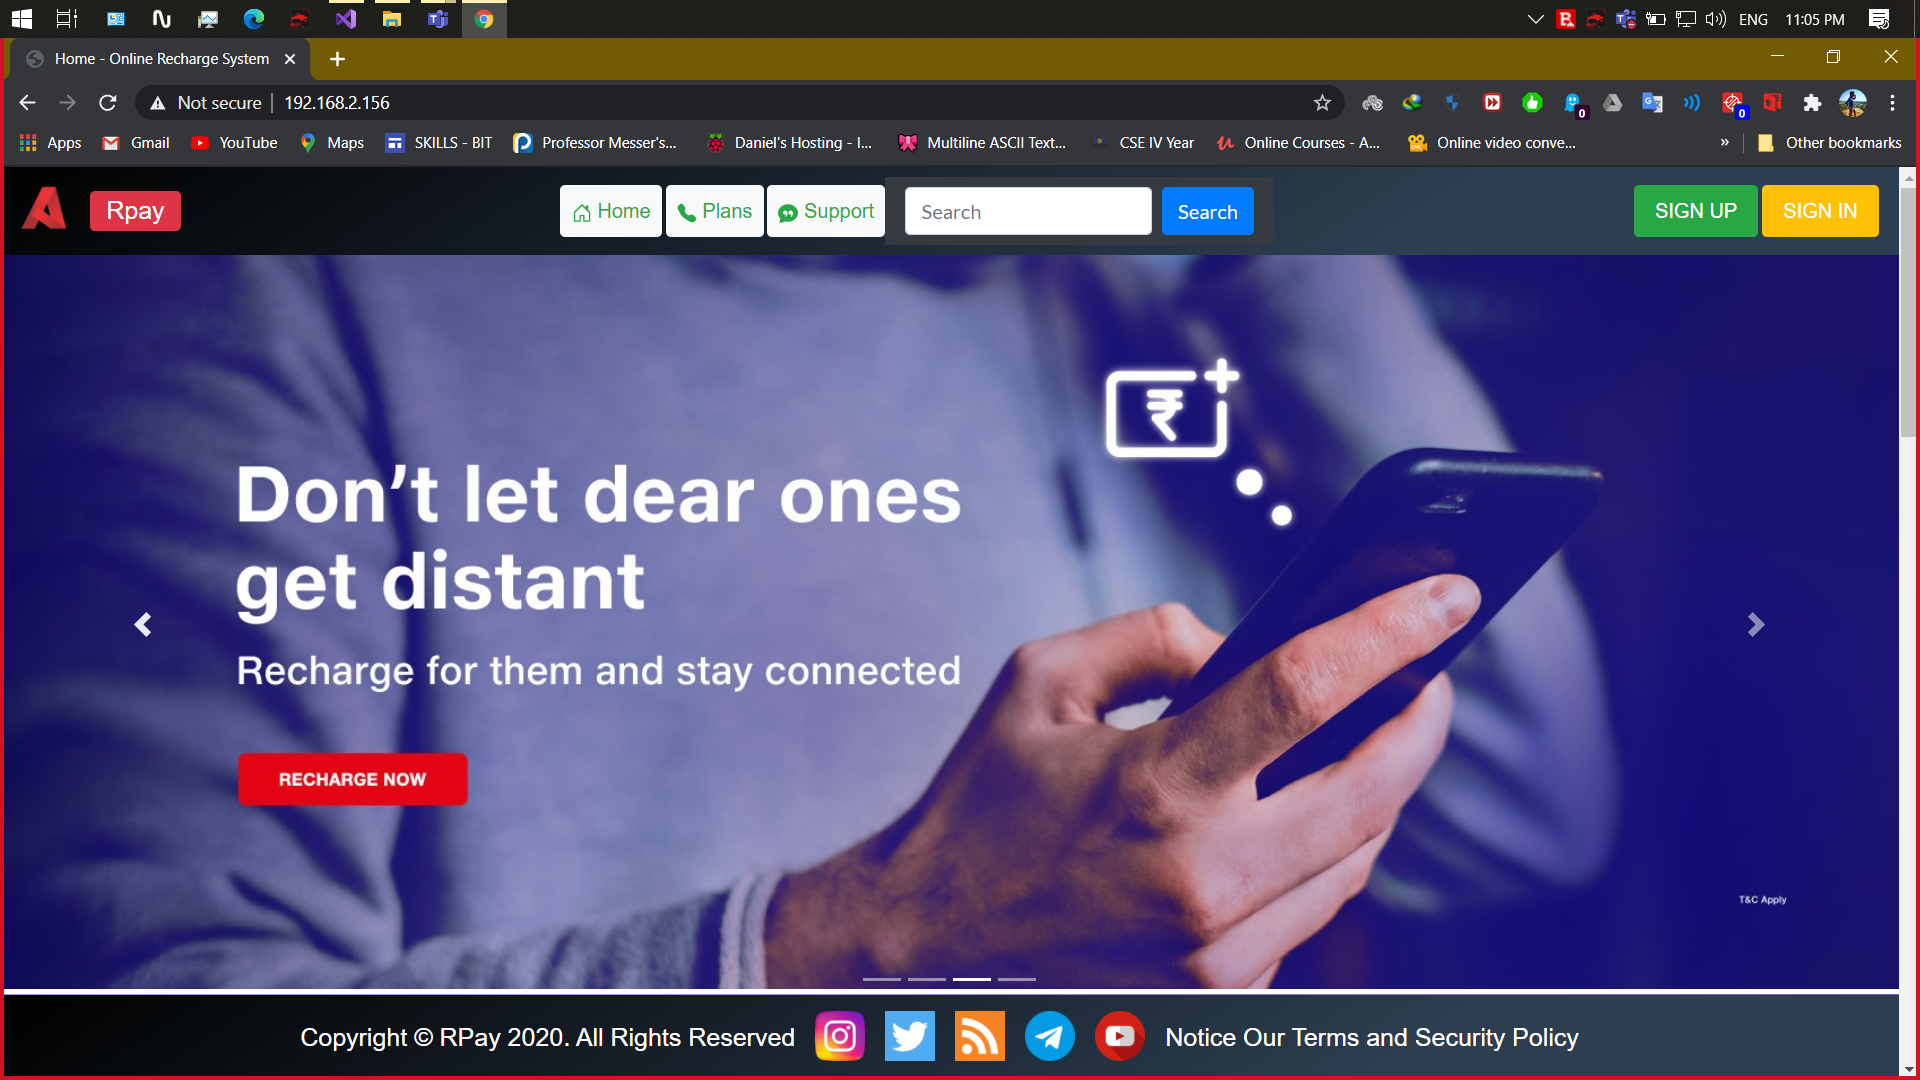 ENG
11:05 PM
Home - Online Recharge System
Not secure
192.168.2.156
0
0
Apps
Gmail
YouTube
Maps
SKILLS - BIT
Professor Messer's...
Daniel's Hosting - I...
Multiline ASCII Text...
CSE IV Year
Online Courses - A...
Online video conve...
»
Other bookmarks
Rpay
Home
Plans
Support
Search
Search
SIGN UP
SIGN IN
₹
Don't let dear ones
get distant
Recharge for them and stay connected
RECHARGE NOW
T&C Apply
Copyright © RPay 2020. All Rights Reserved
Notice Our Terms and Security Policy